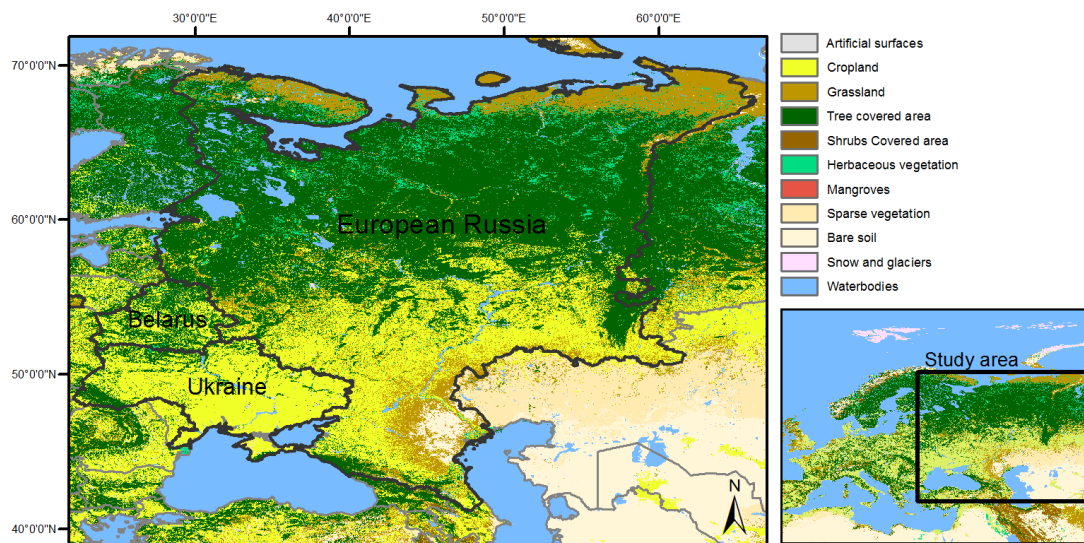 30°0'0"E 40°0'0"E 50°0'0"E 60°0'0"E
70°0'0"N
60°0'0"N
50°0'0"N
40°0'0"N
European Russia
Belarus
Ukraine
N
Artificial surfaces
Cropland
Grassland
Tree covered area
Shrubs Covered area
Herbaceous vegetation
Mangroves
Sparse vegetation
Bare soil
Snow and glaciers
Waterbodies
Study area